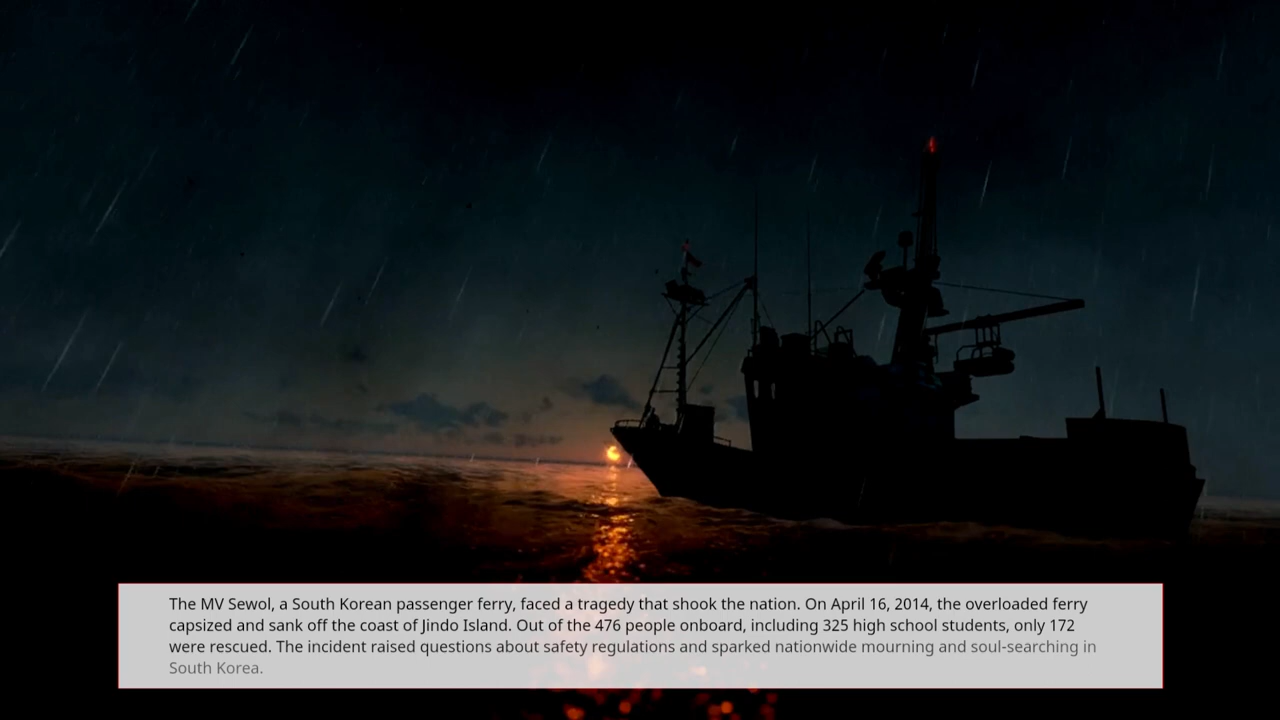 The MV Sewol, a South Korean passenger ferry, faced a tragedy that shook the nation. On April 16, 2014, the overloaded ferry
capsized and sank off the coast of Jindo Island. Out of the 476 people onboard, including 325 high school students, only 172
were rescued. The incident raised questions about safety regulations and sparked nationwide mourning and soul-searching in
South Korea.